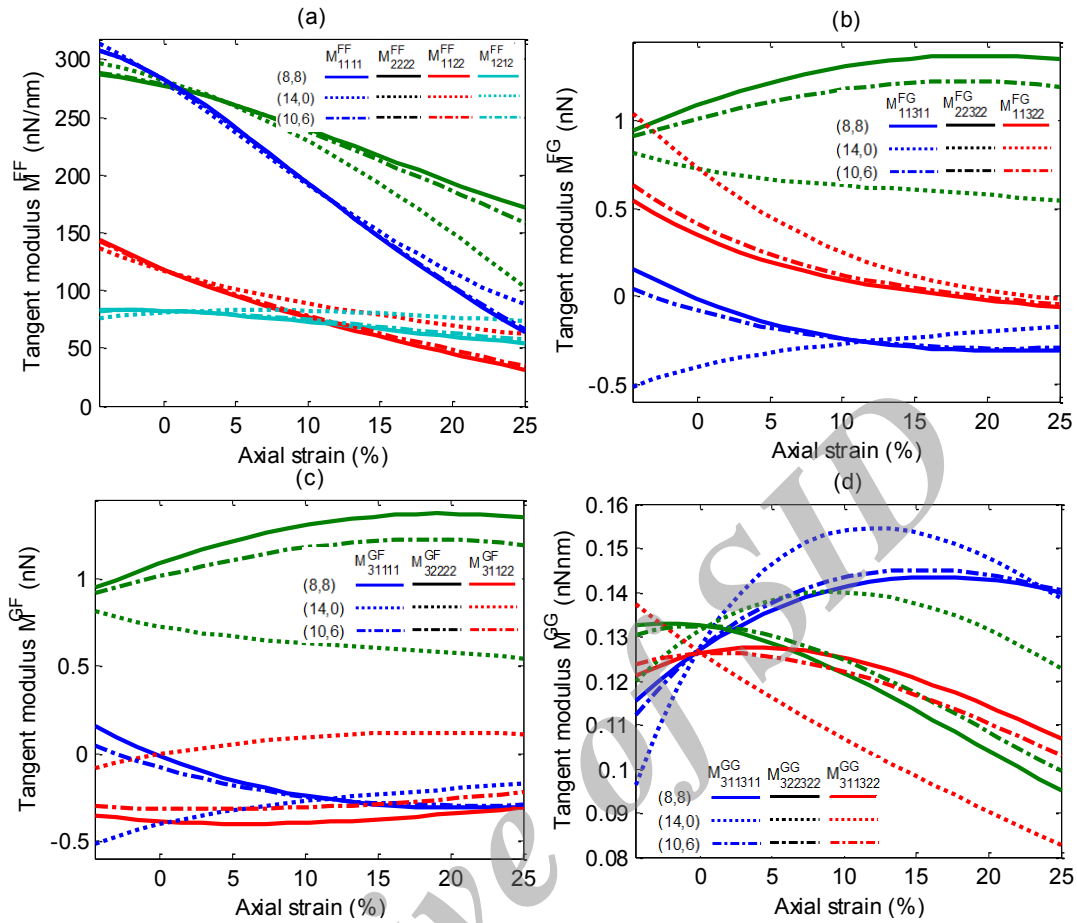 (a)
Tangent modulus M^FF (nN/nm)
300
250
200
150
100
50
0
M^FF_1111 M^FF_2222 M^FF_1122 M^FF_1212
(8,8)
(14,0)
(10,6)
0 5 10 15 20 25
Axial strain (%)
(b)
Tangent modulus M^FG (nN)
1
0.5
0
-0.5
M^FG_11311 M^FG_22322 M^FG_11322
(8,8)
(14,0)
(10,6)
0 5 10 15 20 25
Axial strain (%)
(c)
Tangent modulus M^GF (nN)
1
0.5
0
-0.5
M^GF_31111 M^GF_32222 M^GF_31122
(8,8)
(14,0)
(10,6)
0 5 10 15 20 25
Axial strain (%)
(d)
Tangent modulus M^GG (nNnm)
0.16
0.15
0.14
0.13
0.12
0.11
0.1
0.09
0.08
M^GG_311311 M^GG_322322 M^GG_311322
(8,8)
(14,0)
(10,6)
0 5 10 15 20 25
Axial strain (%)
ive of SID